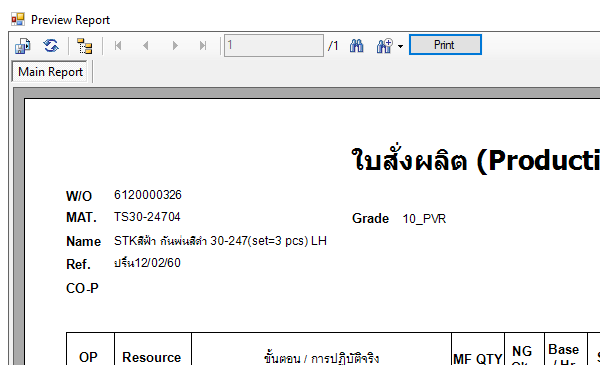 Preview Report
1 /1 Print
Main Report
ใบสั่งผลิต (Producti
W/O 6120000326
MAT. TS30-24704 Grade 10_PVR
Name STKสีฟ้า กันพ่นสีดำ 30-247(set=3 pcs) LH
Ref. ปริ้น12/02/60
CO-P
OP Resource ขั้นตอน / การปฏิบัติจริง MF QTY NG Base